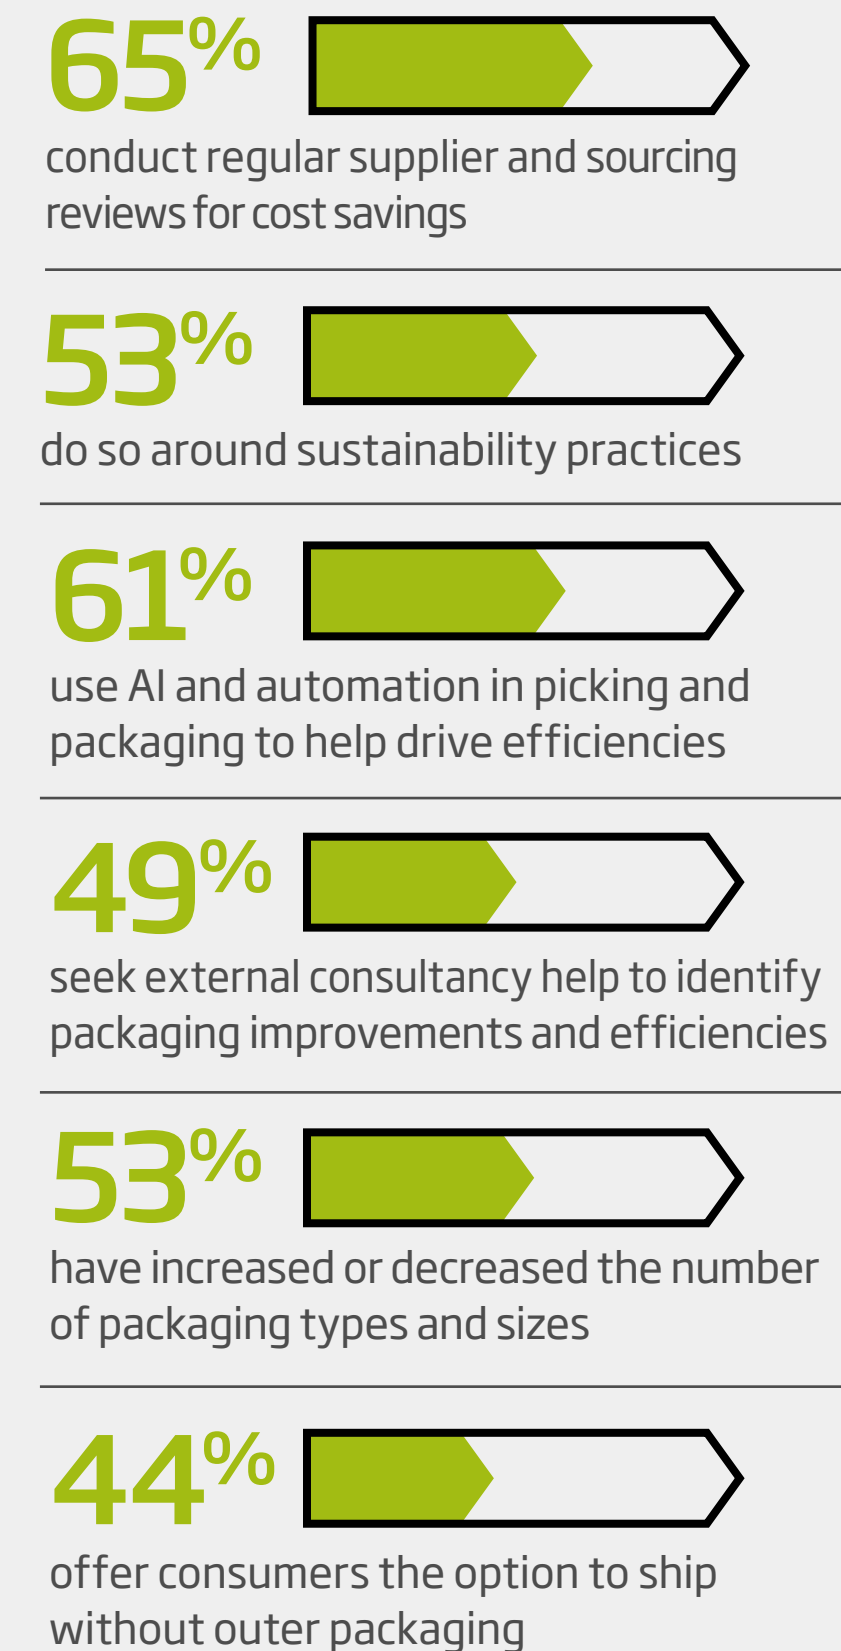 65%
conduct regular supplier and sourcing
reviews for cost savings
53%
do so around sustainability practices
61%
use AI and automation in picking and
packaging to help drive efficiencies
49%
seek external consultancy help to identify
packaging improvements and efficiencies
53%
have increased or decreased the number
of packaging types and sizes
44%
offer consumers the option to ship
without outer packaging